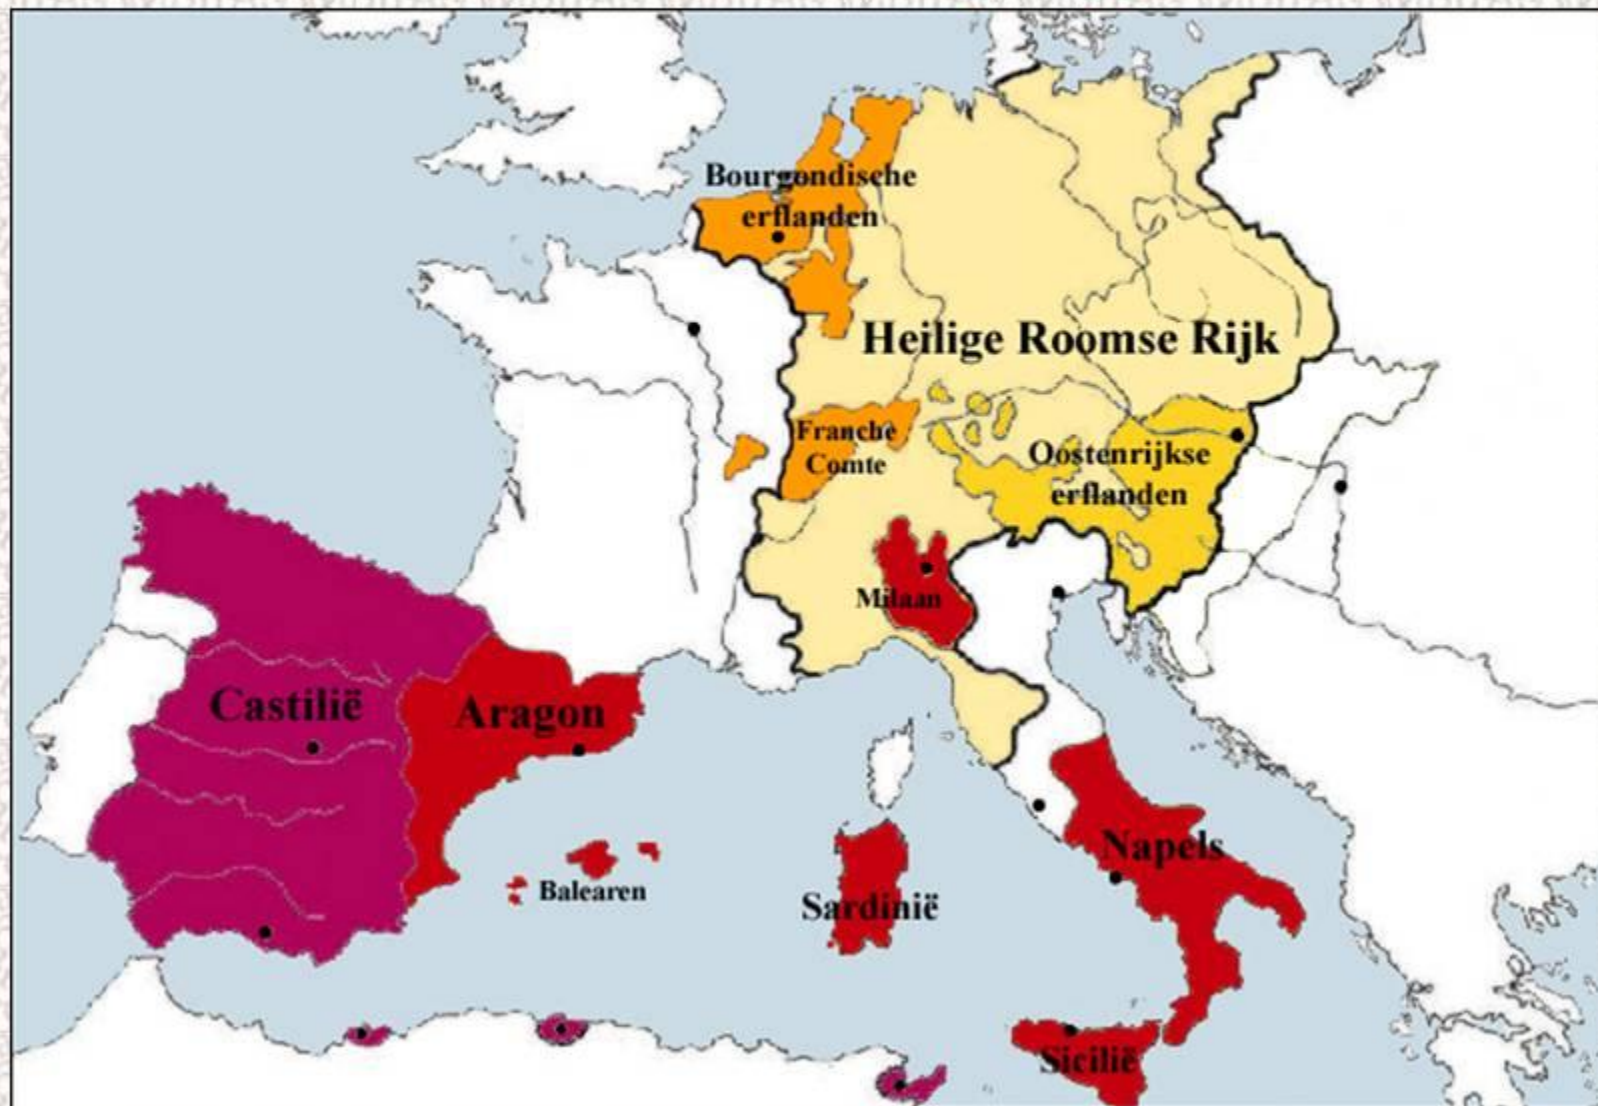 Bourgondische
erflanden
Heilige Roomse Rijk
Franche
Comte
Oostenrijkse
erflanden
Milaan
Castilië
Aragon
Balearen
Sardinië
Napels
Sicilië